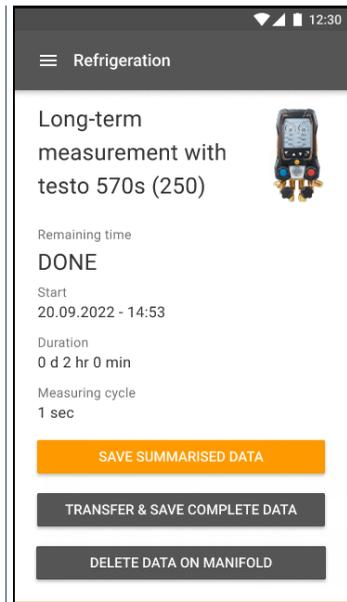 12:30
Refrigeration
Long-term
measurement with
testo 570s (250)
Remaining time
DONE
Start
20.09.2022 - 14:53
Duration
0 d 2 hr 0 min
Measuring cycle
1 sec
SAVE SUMMARISED DATA
TRANSFER & SAVE COMPLETE DATA
DELETE DATA ON MANIFOLD